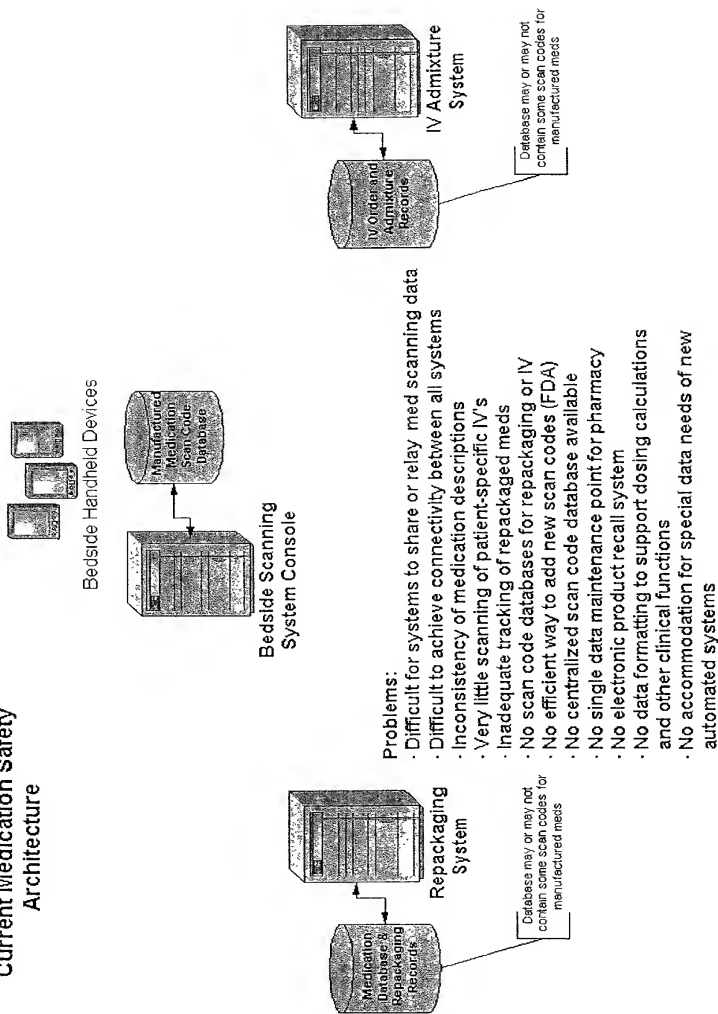 Current Medication Safety
Architecture
Bedside Handheld Devices
Manufactured
Medication
Scan Code
Database
Bedside Scanning
System Console
Medication
Database &
Repackaging
Records
Repackaging
System
Database may or may not
contain some scan codes for
manufactured meds
IV Order and
Admixture
Records
IV Admixture
System
Database may or may not
contain some scan codes for
manufactured meds
Problems:
· Difficult for systems to share or relay med scanning data
· Difficult to achieve connectivity between all systems
· Inconsistency of medication descriptions
· Very little scanning of patient-specific IV's
· Inadequate tracking of repackaged meds
· No scan code databases for repackaging or IV
· No efficient way to add new scan codes (FDA)
· No centralized scan code database available
· No single data maintenance point for pharmacy
· No electronic product recall system
· No data formatting to support dosing calculations
and other clinical functions
· No accommodation for special data needs of new
automated systems